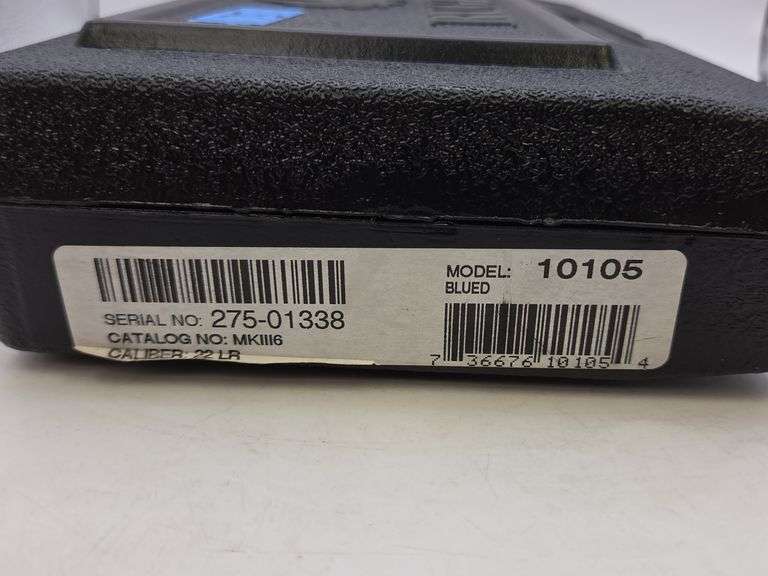 SERIAL NO: 275-01338
CATALOG NO: MKIII6
CALIBER: 22 LR
MODEL: 10105
BLUED
7 36676 10105 4